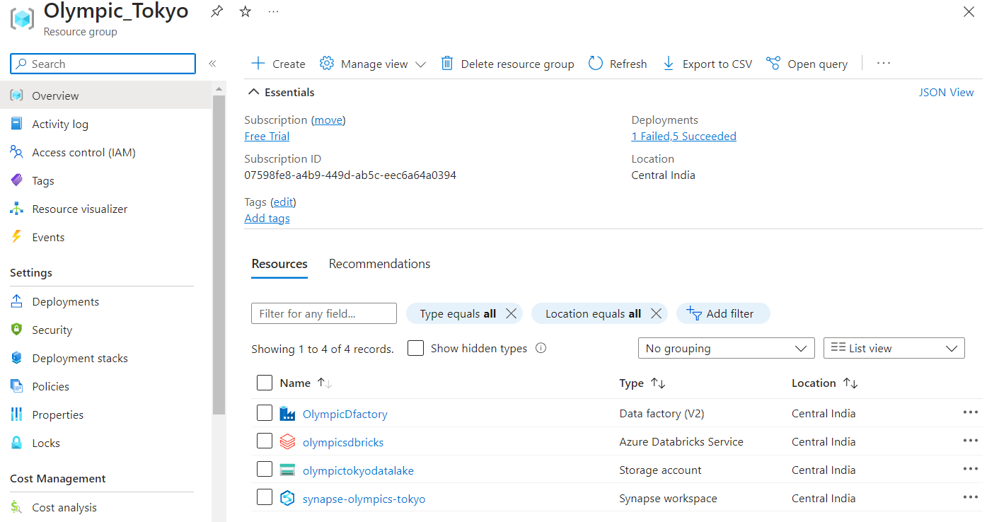 Olympic_Tokyo
...
Resource group
Search
«
Overview
Activity log
Access control (IAM)
Tags
Resource visualizer
Events
Settings
Deployments
Security
Deployment stacks
Policies
Properties
Locks
Cost Management
Cost analysis
Create Manage view Delete resource group Refresh Export to CSV Open query ...
Essentials JSON View
Subscription (move)
Free Trial
Subscription ID
07598fe8-a4b9-449d-ab5c-eec6a64a0394
Tags (edit)
Add tags
Deployments
1 Failed,5 Succeeded
Location
Central India
Resources Recommendations
Filter for any field... Type equals all Location equals all Add filter
Showing 1 to 4 of 4 records. Show hidden types No grouping List view
Name Type Location
OlympicDfactory Data factory (V2) Central India ...
olympicsdbricks Azure Databricks Service Central India ...
olympictokyodatalake Storage account Central India ...
synapse-olympics-tokyo Synapse workspace Central India ...